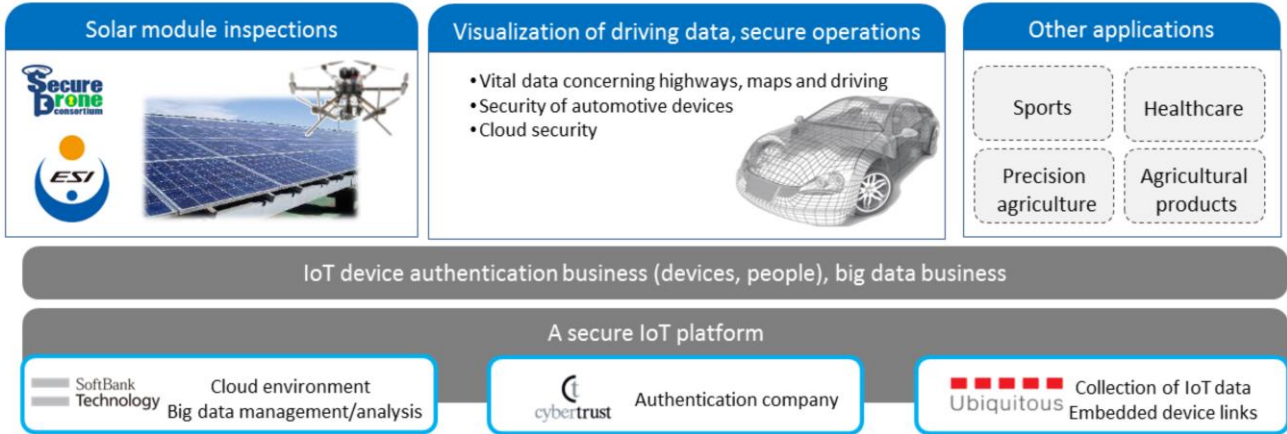 Solar module inspections
Secure
Drone
consortium
ESI
Visualization of driving data, secure operations
•Vital data concerning highways, maps and driving
•Security of automotive devices
•Cloud security
Other applications
Sports
Healthcare
Precision
agriculture
Agricultural
products
IoT device authentication business (devices, people), big data business
A secure IoT platform
SoftBank
Technology
Cloud environment
Big data management/analysis
cybertrust
Authentication company
Ubiquitous
Collection of IoT data
Embedded device links